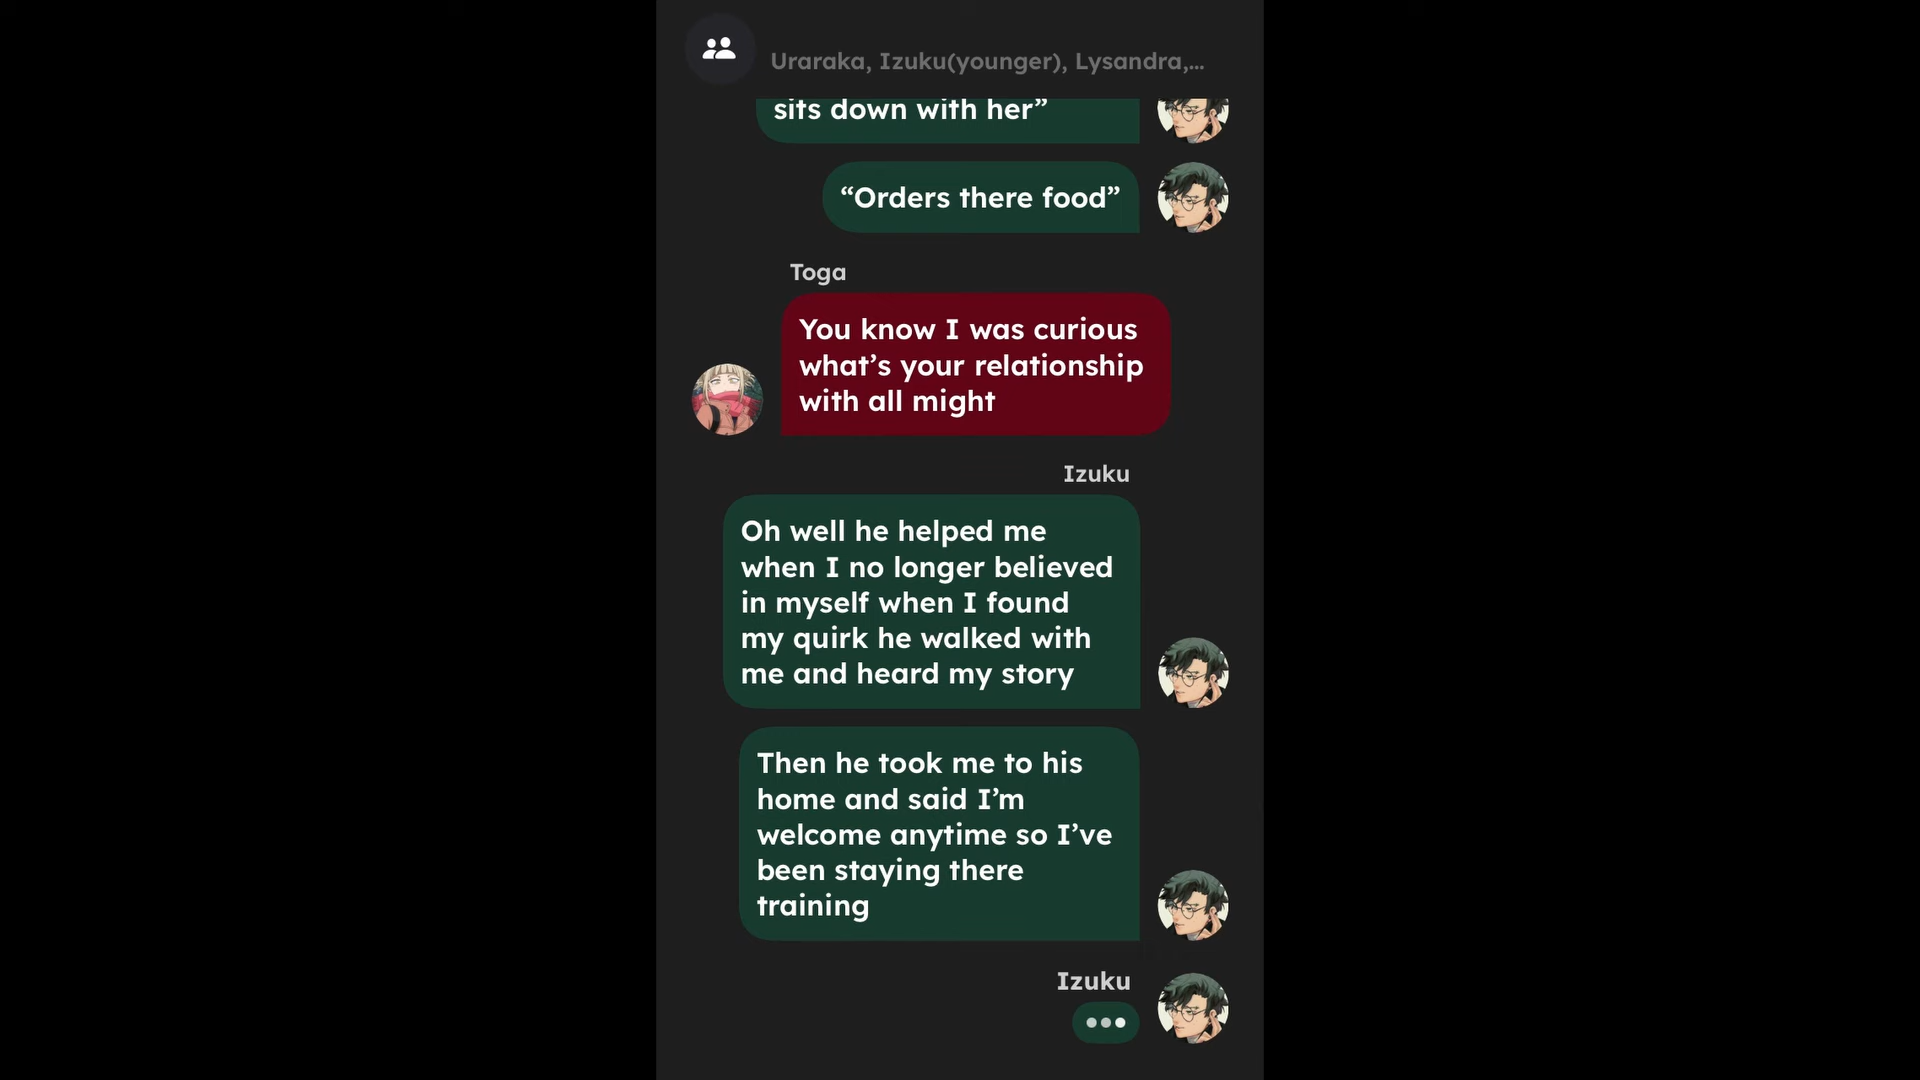 Uraraka, Izuku(younger), Lysandra,...
sits down with her”
“Orders there food”
Toga
You know I was curious
what’s your relationship
with all might
Izuku
Oh well he helped me
when I no longer believed
in myself when I found
my quirk he walked with
me and heard my story
Then he took me to his
home and said I’m
welcome anytime so I’ve
been staying there
training
Izuku